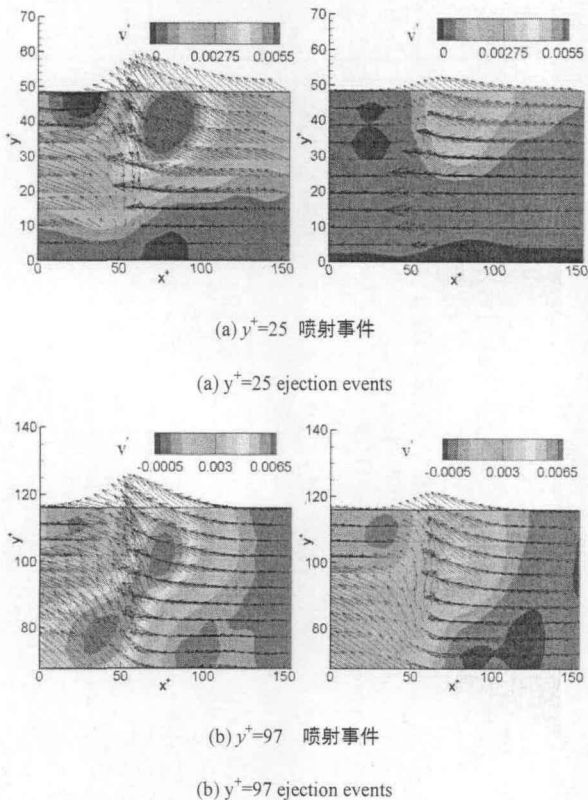 v' 0 0.00275 0.0055
v' 0 0.00275 0.0055
70
60
50
40
30
20
10
0
y⁺
0 50 100 150
x⁺
70
60
50
40
30
20
10
0
y⁺
0 50 100 150
x⁺
(a) y⁺=25 喷射事件
(a) y⁺=25 ejection events
v' -0.0005 0.003 0.0065
v' -0.0005 0.003 0.0065
140
120
100
80
y⁺
0 50 100 150
x⁺
140
120
100
80
y⁺
0 50 100 150
x⁺
(b) y⁺=97 喷射事件
(b) y⁺=97 ejection events